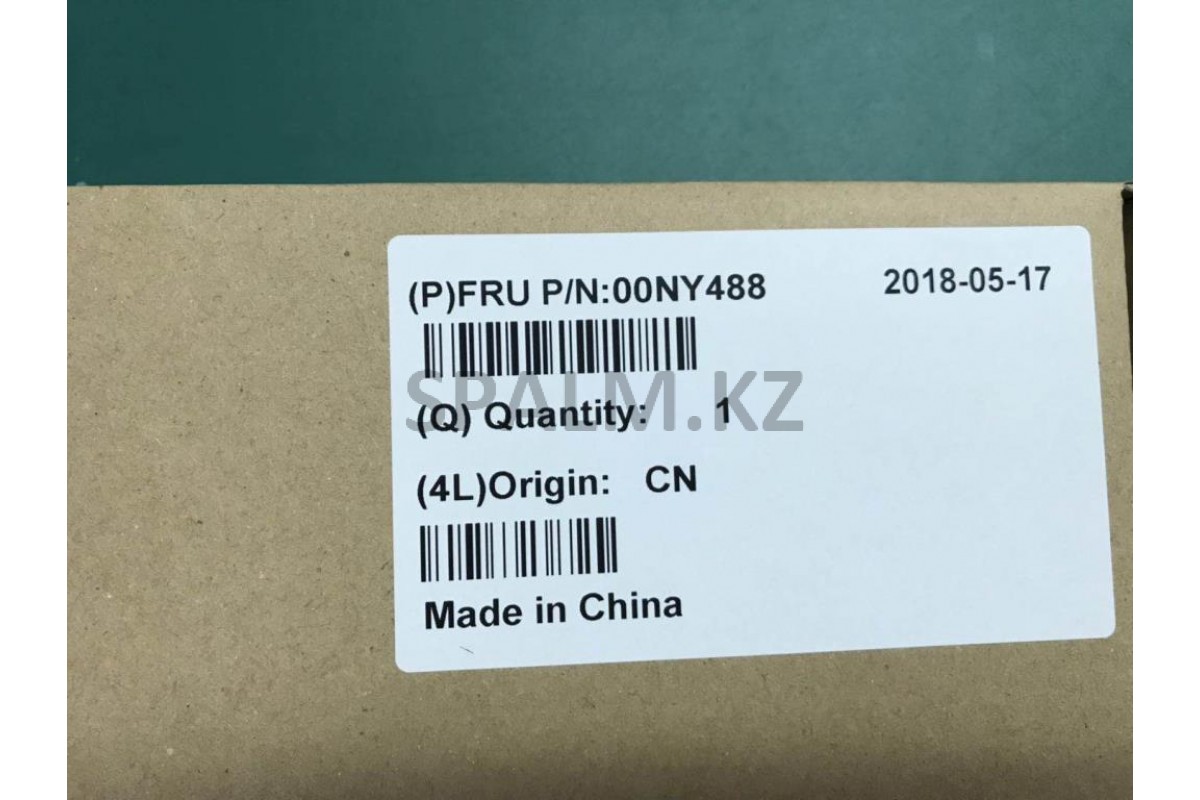 (P)FRU P/N:00NY488 2018-05-17
SPALM.KZ
(Q) Quantity: 1
(4L)Origin: CN
Made in China